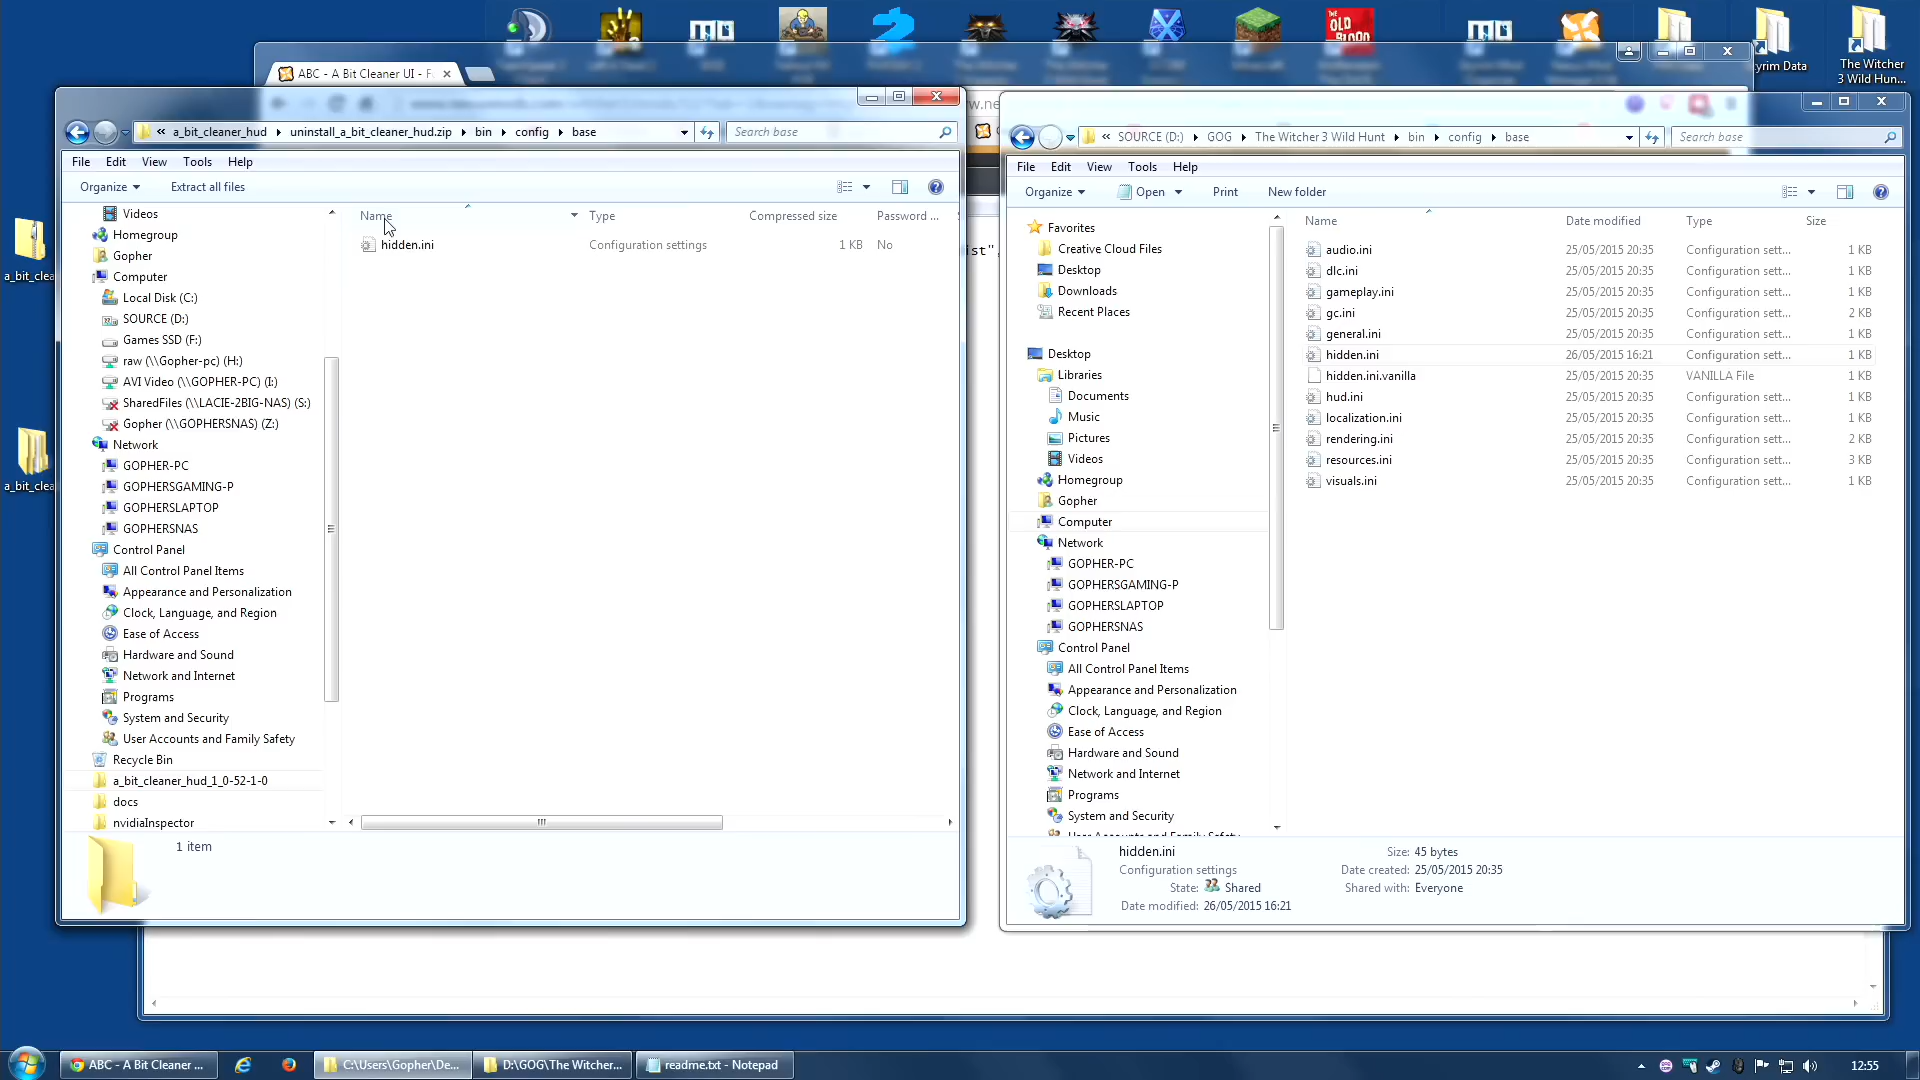 THE
OLD
BLOOD
Skyrim Data
The Witcher
3 Wild Hun...
ABC - A Bit Cleaner UI - F
a_bit_clea
a_bit_clea
a_bit_cleaner_hud
uninstall_a_bit_cleaner_hud.zip
bin
config
base
Search base
File
Edit
View
Tools
Help
Organize
Extract all files
Name
Type
Compressed size
Password ...
hidden.ini
Configuration settings
1 KB
No
Videos
Homegroup
Gopher
Computer
Local Disk (C:)
SOURCE (D:)
Games SSD (F:)
raw (\\Gopher-pc) (H:)
AVI Video (\\GOPHER-PC) (I:)
SharedFiles (\\LACIE-2BIG-NAS) (S:)
Gopher (\\GOPHERSNAS) (Z:)
Network
GOPHER-PC
GOPHERSGAMING-P
GOPHERSLAPTOP
GOPHERSNAS
Control Panel
All Control Panel Items
Appearance and Personalization
Clock, Language, and Region
Ease of Access
Hardware and Sound
Network and Internet
Programs
System and Security
User Accounts and Family Safety
Recycle Bin
a_bit_cleaner_hud_1_0-52-1-0
docs
nvidiaInspector
1 item
w.ne
ist",
SOURCE (D:)
GOG
The Witcher 3 Wild Hunt
bin
config
base
Search base
File
Edit
View
Tools
Help
Organize
Open
Print
New folder
Favorites
Creative Cloud Files
Desktop
Downloads
Recent Places
Desktop
Libraries
Documents
Music
Pictures
Videos
Homegroup
Gopher
Computer
Network
GOPHER-PC
GOPHERSGAMING-P
GOPHERSLAPTOP
GOPHERSNAS
Control Panel
All Control Panel Items
Appearance and Personalization
Clock, Language, and Region
Ease of Access
Hardware and Sound
Network and Internet
Programs
System and Security
User Accounts and Family Safety
Name
Date modified
Type
Size
audio.ini 25/05/2015 20:35 Configuration sett... 1 KB
dlc.ini 25/05/2015 20:35 Configuration sett... 1 KB
gameplay.ini 25/05/2015 20:35 Configuration sett... 1 KB
gc.ini 25/05/2015 20:35 Configuration sett... 2 KB
general.ini 25/05/2015 20:35 Configuration sett... 1 KB
hidden.ini 26/05/2015 16:21 Configuration sett... 1 KB
hidden.ini.vanilla 25/05/2015 20:35 VANILLA File 1 KB
hud.ini 25/05/2015 20:35 Configuration sett... 1 KB
localization.ini 25/05/2015 20:35 Configuration sett... 1 KB
rendering.ini 25/05/2015 20:35 Configuration sett... 2 KB
resources.ini 25/05/2015 20:35 Configuration sett... 3 KB
visuals.ini 25/05/2015 20:35 Configuration sett... 1 KB
hidden.ini
Configuration settings
State: Shared
Date modified: 26/05/2015 16:21
Size: 45 bytes
Date created: 25/05/2015 20:35
Shared with: Everyone
ABC - A Bit Cleaner ...
C:\Users\Gopher\De...
D:\GOG\The Witcher...
readme.txt - Notepad
12:55